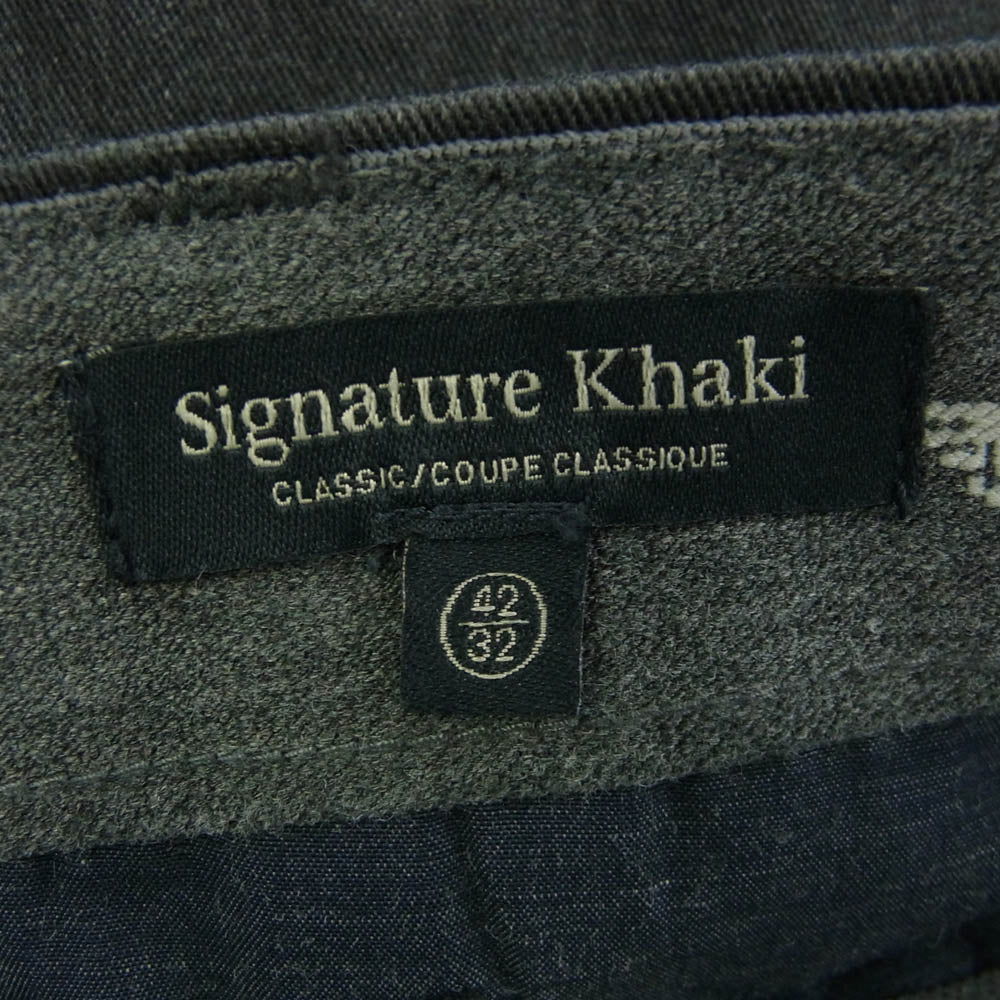 Signature Khaki
CLASSIC/COUPE CLASSIQUE
42
32